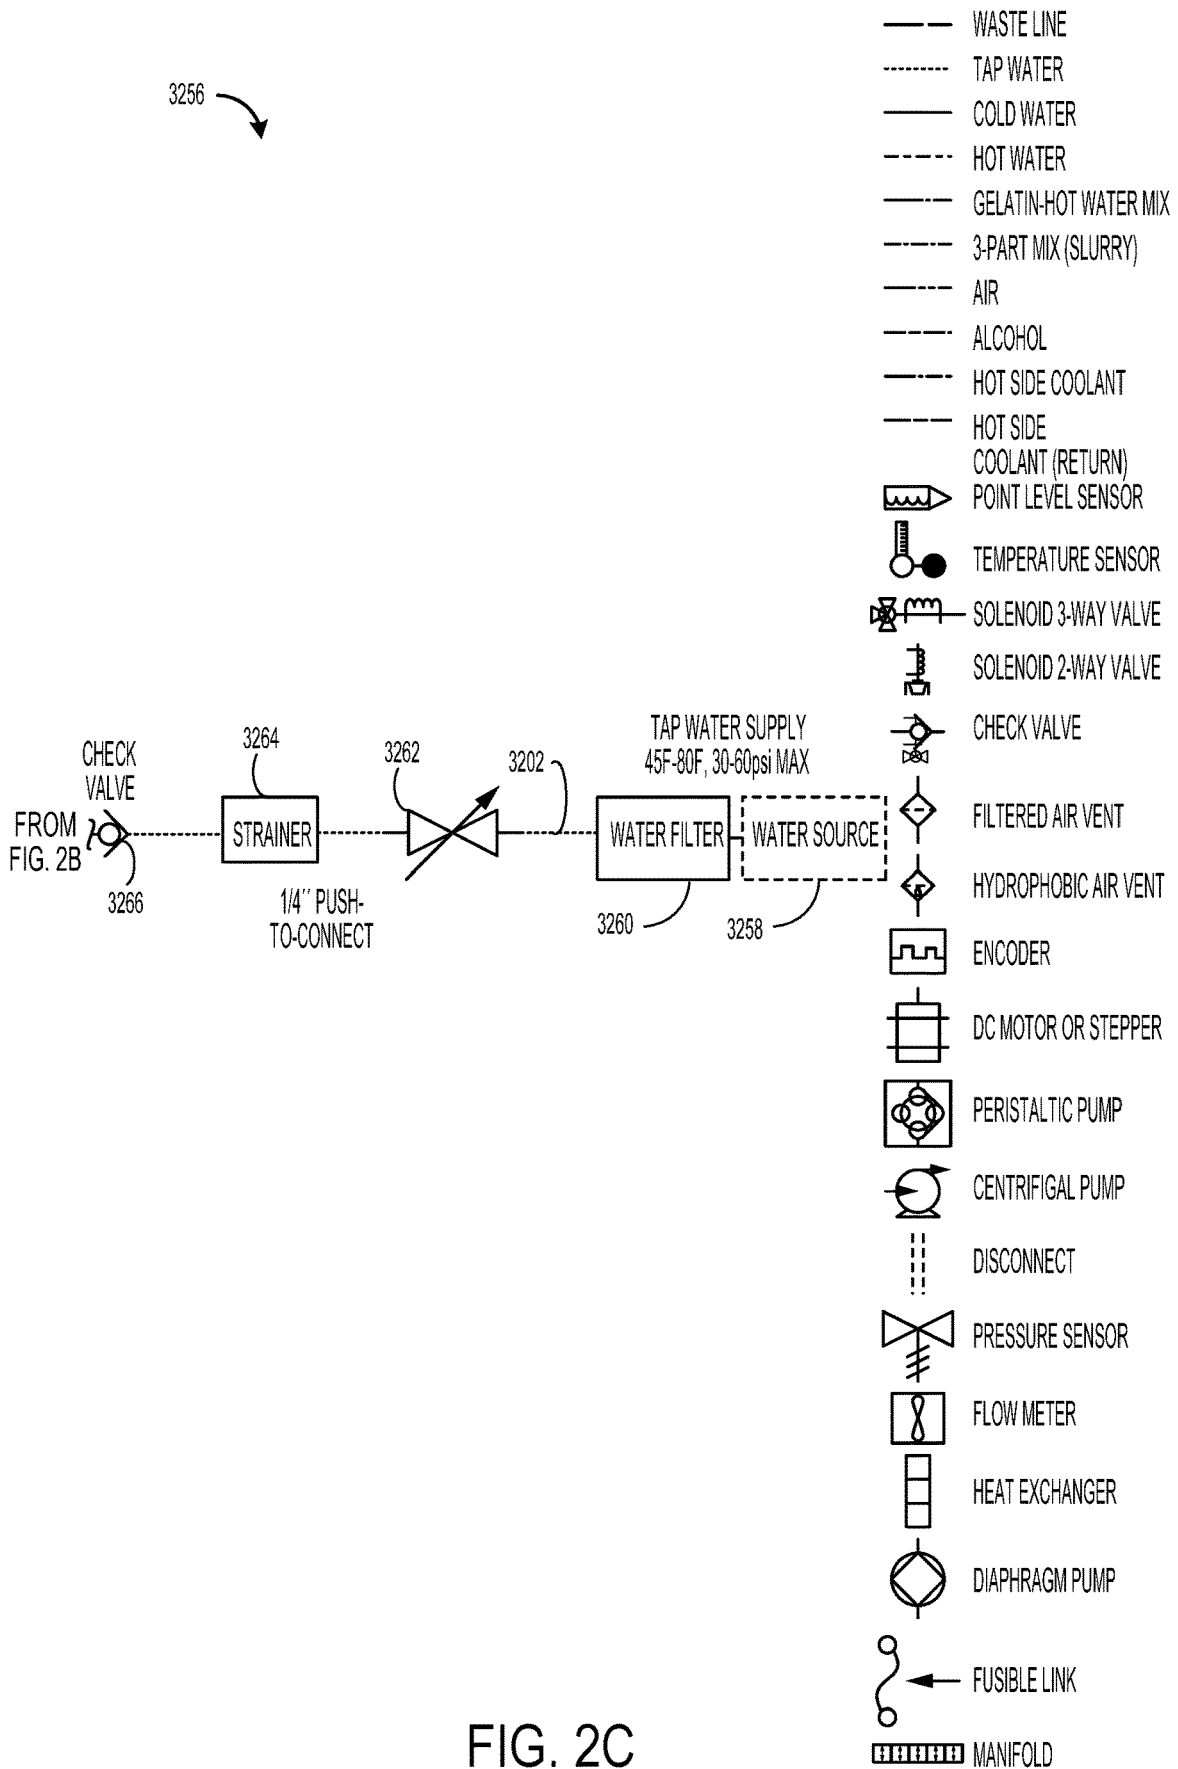 3256
CHECK
VALVE
FROM
FIG. 2B
3266
3264
STRAINER
1/4" PUSH-
TO-CONNECT
3262
3202
TAP WATER SUPPLY
45F-80F, 30-60psi MAX
WATER FILTER
WATER SOURCE
3260
3258
WASTE LINE
TAP WATER
COLD WATER
HOT WATER
GELATIN-HOT WATER MIX
3-PART MIX (SLURRY)
AIR
ALCOHOL
HOT SIDE COOLANT
HOT SIDE
COOLANT (RETURN)
POINT LEVEL SENSOR
TEMPERATURE SENSOR
SOLENOID 3-WAY VALVE
SOLENOID 2-WAY VALVE
CHECK VALVE
FILTERED AIR VENT
HYDROPHOBIC AIR VENT
ENCODER
DC MOTOR OR STEPPER
PERISTALTIC PUMP
CENTRIFIGAL PUMP
DISCONNECT
PRESSURE SENSOR
FLOW METER
HEAT EXCHANGER
DIAPHRAGM PUMP
FUSIBLE LINK
MANIFOLD
FIG. 2C